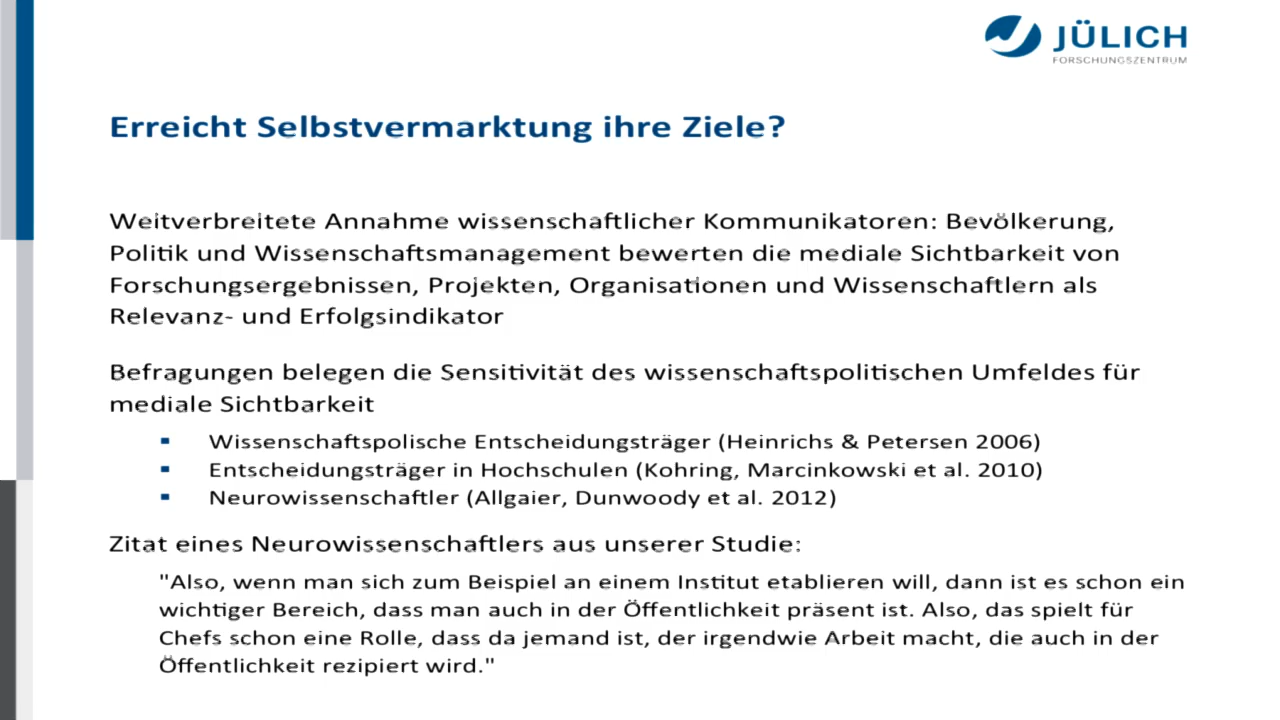 JÜLICH
FORSCHUNGSZENTRUM
Erreicht Selbstvermarktung ihre Ziele?
Weitverbreitete Annahme wissenschaftlicher Kommunikatoren: Bevölkerung,
Politik und Wissenschaftsmanagement bewerten die mediale Sichtbarkeit von
Forschungsergebnissen, Projekten, Organisationen und Wissenschaftlern als
Relevanz- und Erfolgsindikator
Befragungen belegen die Sensitivität des wissenschaftspolitischen Umfeldes für
mediale Sichtbarkeit
▪ Wissenschaftspolische Entscheidungsträger (Heinrichs & Petersen 2006)
▪ Entscheidungsträger in Hochschulen (Kohring, Marcinkowski et al. 2010)
▪ Neurowissenschaftler (Allgaier, Dunwoody et al. 2012)
Zitat eines Neurowissenschaftlers aus unserer Studie:
"Also, wenn man sich zum Beispiel an einem Institut etablieren will, dann ist es schon ein
wichtiger Bereich, dass man auch in der Öffentlichkeit präsent ist. Also, das spielt für
Chefs schon eine Rolle, dass da jemand ist, der irgendwie Arbeit macht, die auch in der
Öffentlichkeit rezipiert wird."